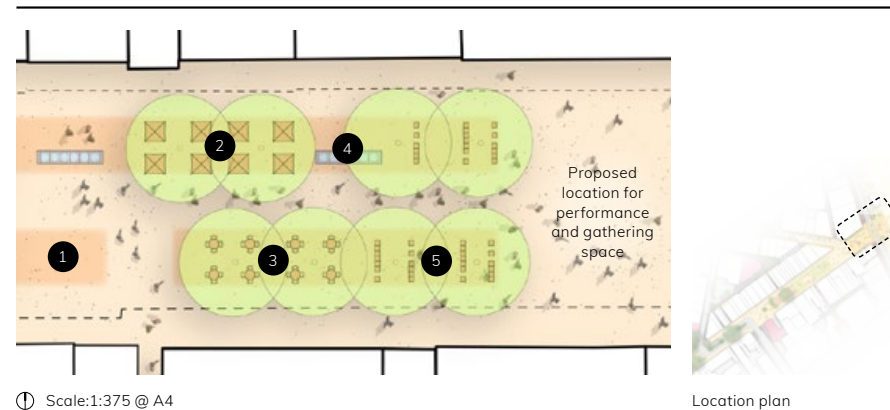 2
4
Proposed
location for
performance
and gathering
space
1
3
5
Scale:1:375 @ A4
Location plan